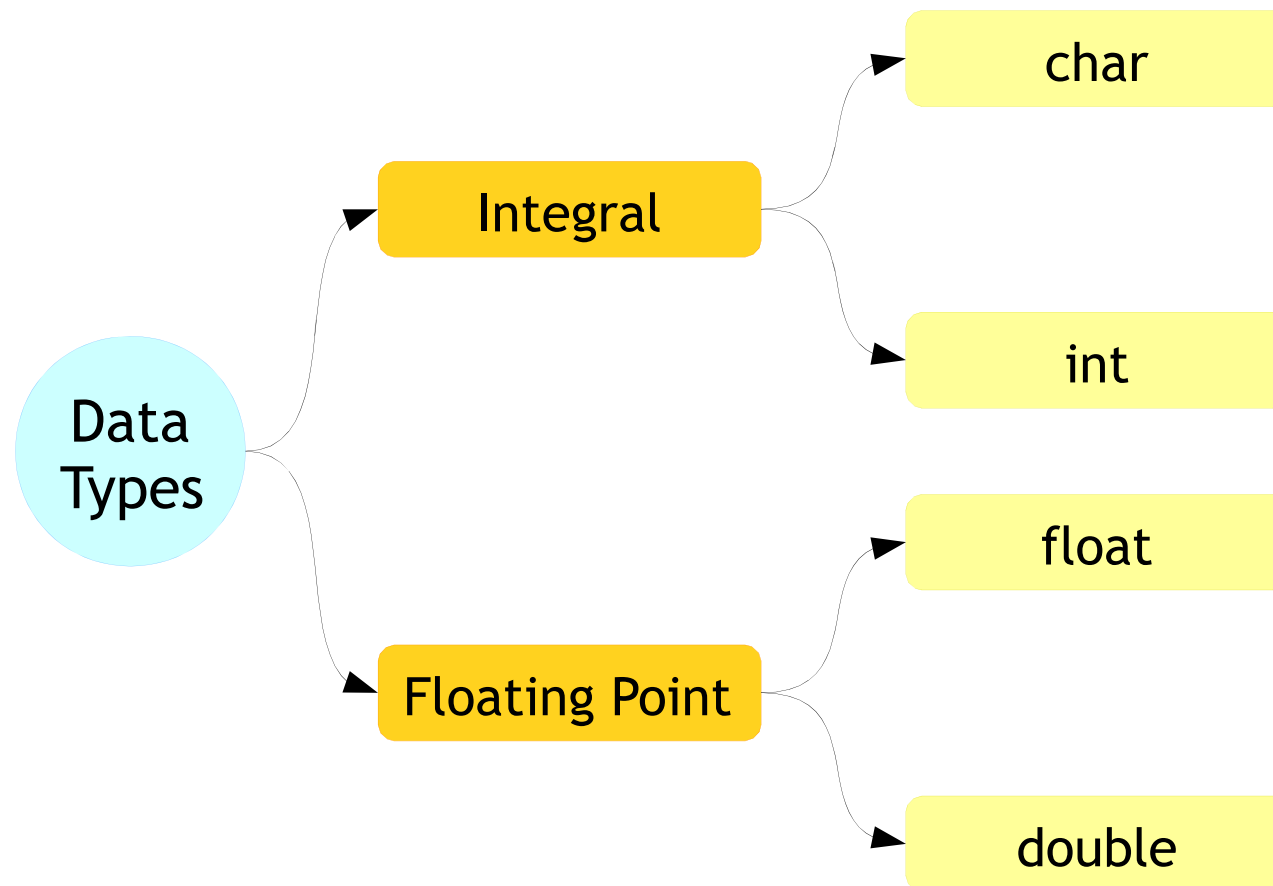 Data
Types
Integral
Floating Point
char
int
float
double